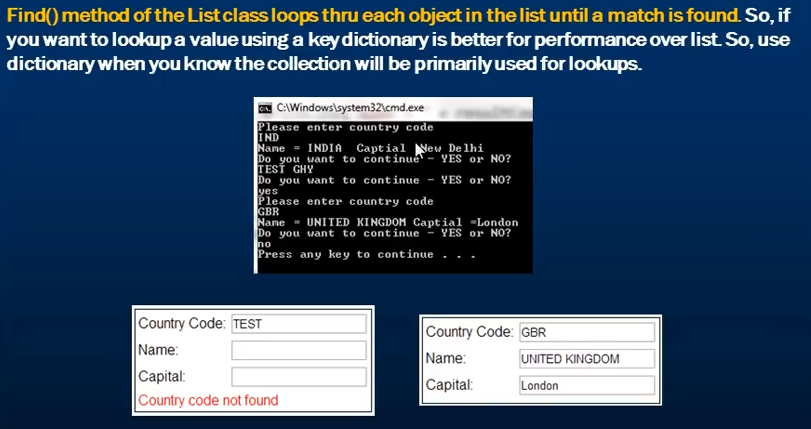 Find() method of the List class loops thru each object in the list until a match is found. So, if
you want to lookup a value using a key dictionary is better for performance over list. So, use
dictionary when you know the collection will be primarily used for lookups.
C:\Windows\system32\cmd.exe
Please enter country code
IND
Name = INDIA Captial New Delhi
Do you want to continue - YES or NO?
TEST GHY
Do you want to continue - YES or NO?
yes
Please enter country code
GBR
Name = UNITED KINGDOM Captial =London
Do you want to continue - YES or NO?
no
Press any key to continue . . .
Country Code: TEST
Name:
Capital:
Country code not found
Country Code: GBR
Name: UNITED KINGDOM
Capital: London